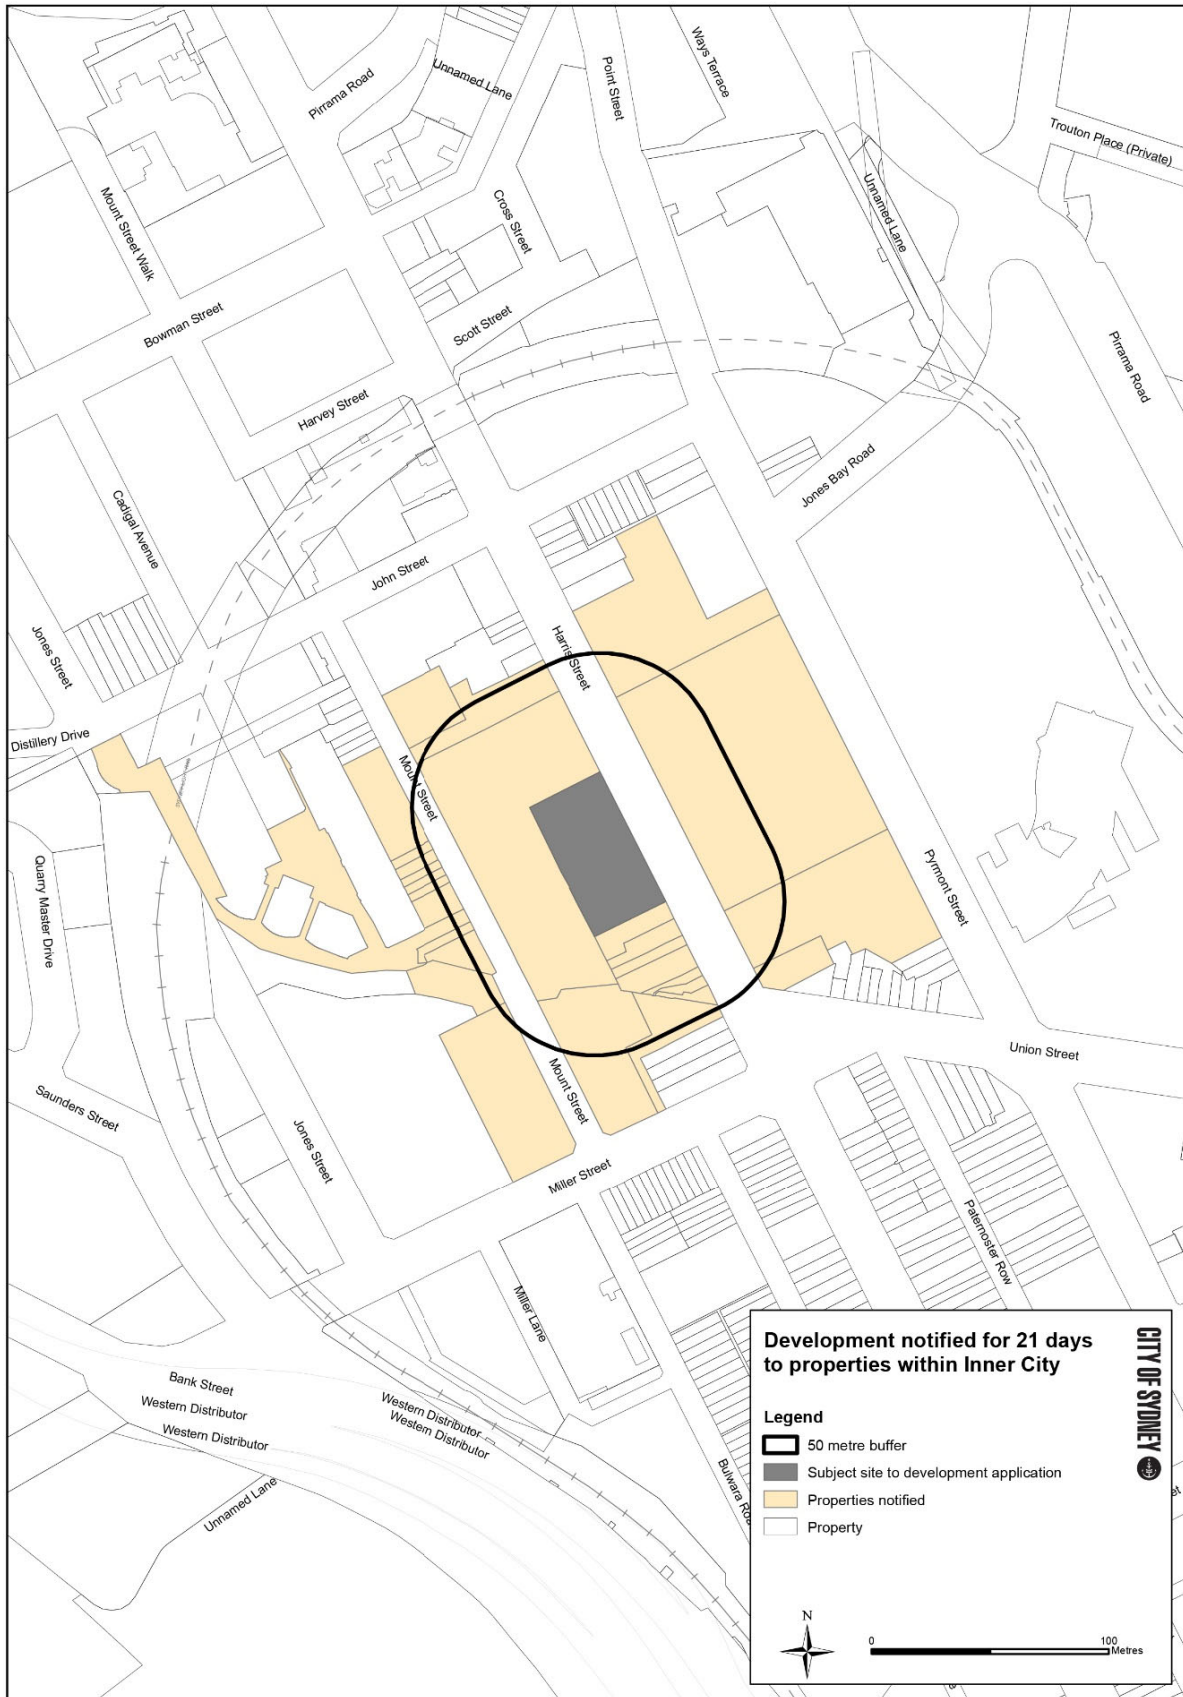 Ways Terrace
Point Street
Pirrama Road
Unnamed Lane
Trouton Place (Private)
Mount Street Walk
Cross Street
Unnamed Lane
Bowman Street
Scott Street
Pirrama Road
Harvey Street
Jones Bay Road
Cadigal Avenue
John Street
Jones Street
Harris Street
Distillery Drive
Mount Street
Quarry Master Drive
Pyrmont Street
Union Street
Saunders Street
Mount Street
Jones Street
Miller Street
Paternoster Row
Miller Lane
Bank Street
Western Distributor
Western Distributor
Western Distributor
Western Distributor
Unnamed Lane
Bulwara Roa
et
Development notified for 21 days
to properties within Inner City
CITY OF SYDNEY
Legend
50 metre buffer
Subject site to development application
Properties notified
Property
N
0
100
Metres